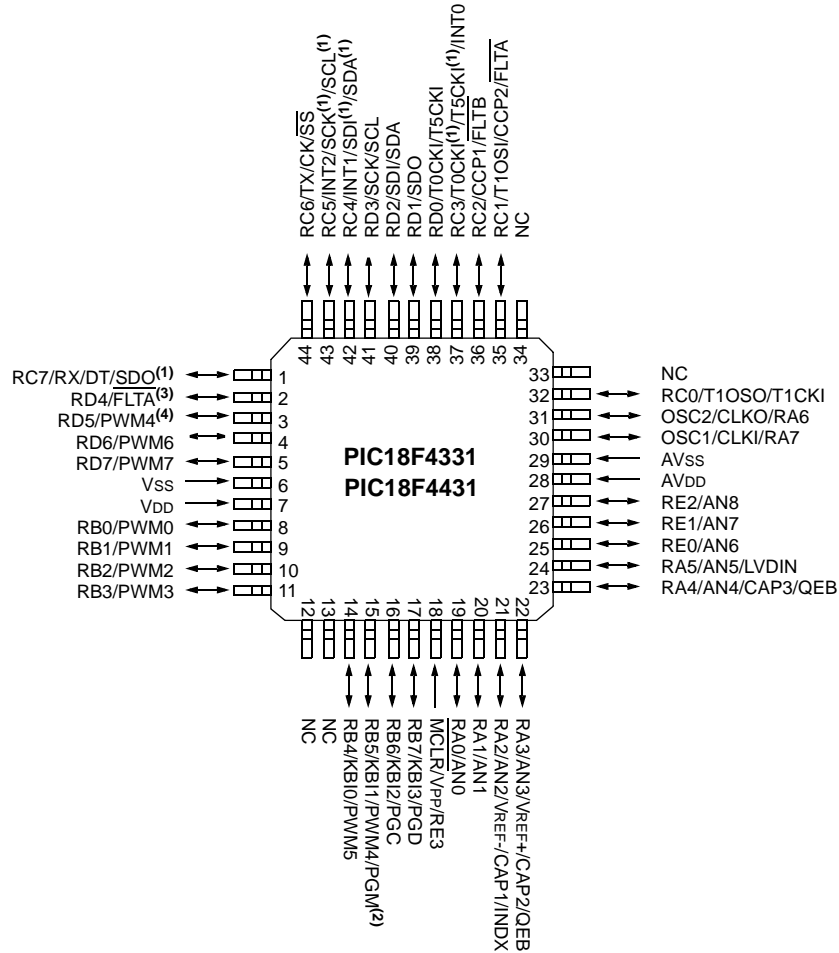 RC6/TX/CK/SS
RC5/INT2/SCK(1)/SCL(1)
RC4/INT1/SDI(1)/SDA(1)
RD3/SCK/SCL
RD2/SDI/SDA
RD1/SDO
RD0/T0CKI/T5CKI
RC3/T0CKI(1)/T5CKI(1)/INT0
RC2/CCP1/FLTB
RC1/T1OSI/CCP2/FLTA
NC
44
43
42
41
40
39
38
37
36
35
34
RC7/RX/DT/SDO(1) 1
RD4/FLTA(3) 2
RD5/PWM4(4) 3
RD6/PWM6 4
RD7/PWM7 5
VSS 6
VDD 7
RB0/PWM0 8
RB1/PWM1 9
RB2/PWM2 10
RB3/PWM3 11
PIC18F4331
PIC18F4431
33 NC
32 RC0/T1OSO/T1CKI
31 OSC2/CLKO/RA6
30 OSC1/CLKI/RA7
29 AVSS
28 AVDD
27 RE2/AN8
26 RE1/AN7
25 RE0/AN6
24 RA5/AN5/LVDIN
23 RA4/AN4/CAP3/QEB
12
13
14
15
16
17
18
19
20
21
22
NC
NC
RB4/KBI0/PWM5
RB5/KBI1/PWM4/PGM(2)
RB6/KBI2/PGC
RB7/KBI3/PGD
MCLR/VPP/RE3
RA0/AN0
RA1/AN1
RA2/AN2/VREF-/CAP1/INDX
RA3/AN3/VREF+/CAP2/QEB